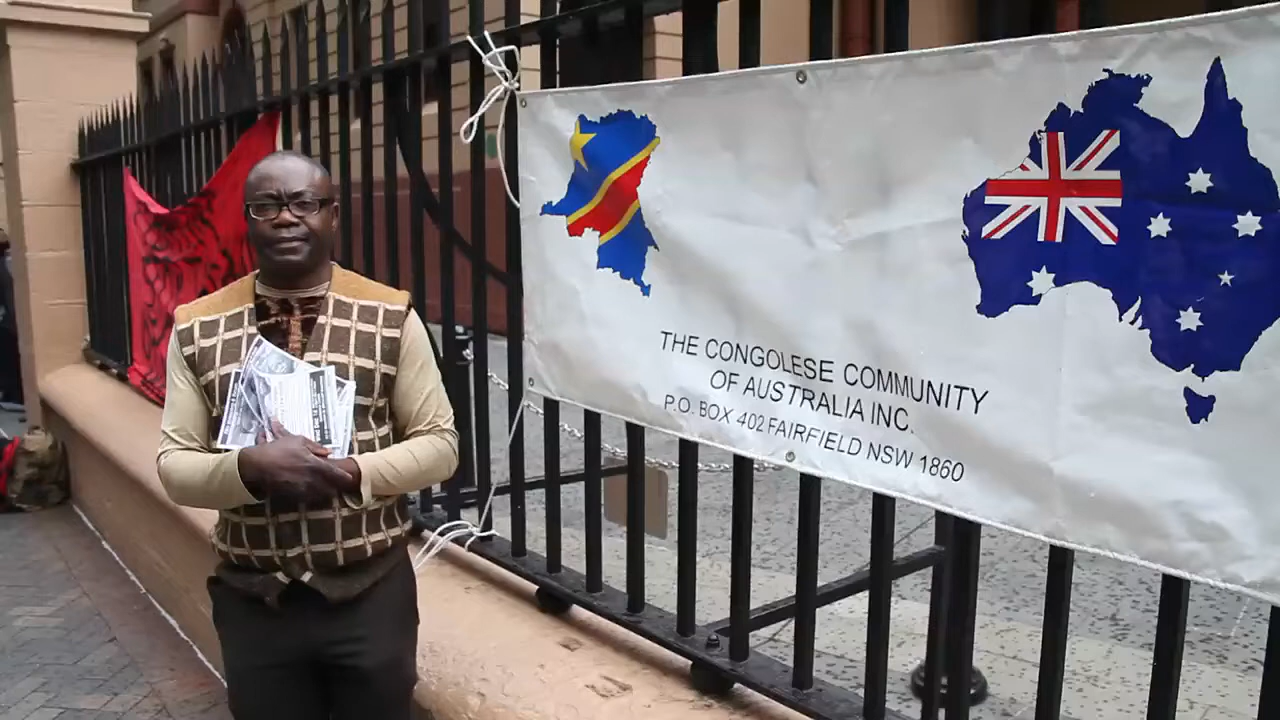 THE CONGOLESE COMMUNITY
OF AUSTRALIA INC.
P.O. BOX 402 FAIRFIELD NSW 1860